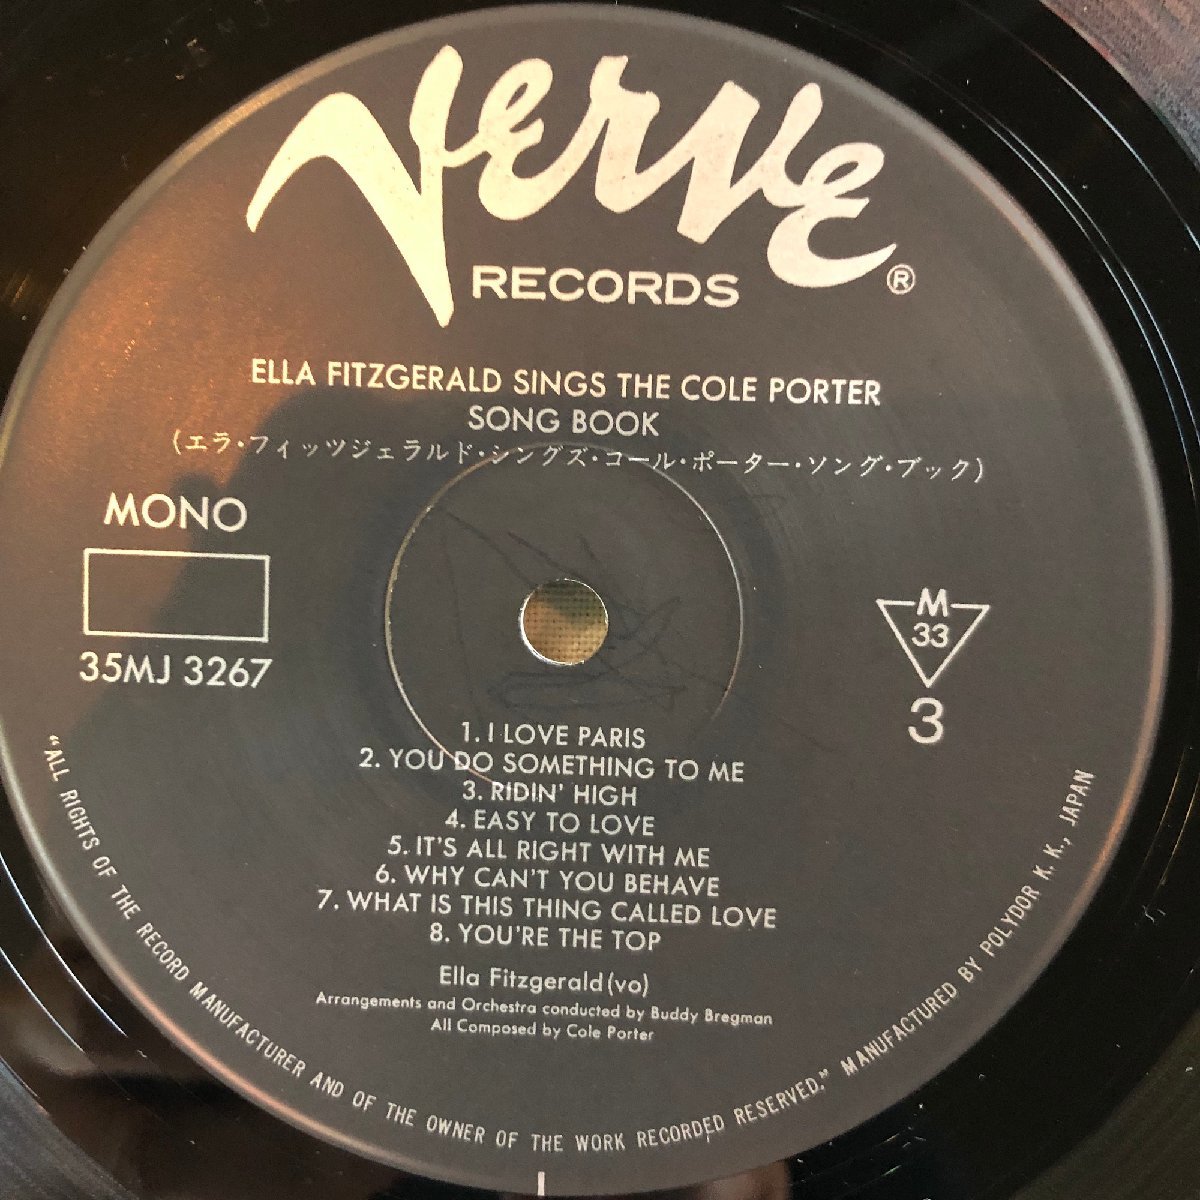 Verve
RECORDS ®
ELLA FITZGERALD SINGS THE COLE PORTER
SONG BOOK
(エラ・フィッツジェラルド・シングズ・コール・ポーター・ソング・ブック)
MONO
35MJ 3267
M
33
3
1. I LOVE PARIS
2. YOU DO SOMETHING TO ME
3. RIDIN' HIGH
4. EASY TO LOVE
5. IT'S ALL RIGHT WITH ME
6. WHY CAN'T YOU BEHAVE
7. WHAT IS THIS THING CALLED LOVE
8. YOU'RE THE TOP
Ella Fitzgerald (vo)
Arrangements and Orchestra conducted by Buddy Bregman
All Composed by Cole Porter
“ALL RIGHTS OF THE RECORD MANUFACTURER AND OF THE OWNER OF THE WORK RECORDED RESERVED.” MANUFACTURED BY POLYDOR K. K., JAPAN